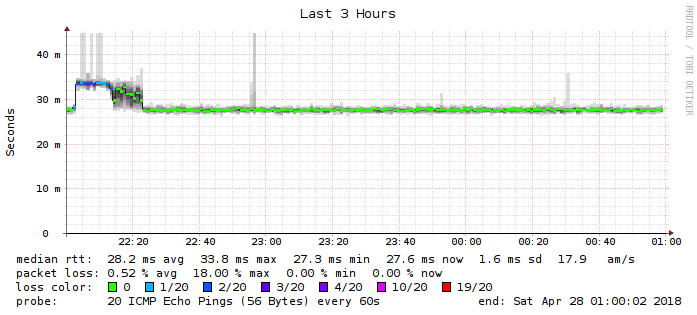 Last 3 Hours
RRDTOOL / TOBI OETIKER
Seconds
40 m
30 m
20 m
10 m
0
22:20 22:40 23:00 23:20 23:40 00:00 00:20 00:40 01:00
median rtt: 28.2 ms avg 33.8 ms max 27.3 ms min 27.6 ms now 1.6 ms sd 17.9 am/s
packet loss: 0.52 % avg 18.00 % max 0.00 % min 0.00 % now
loss color: 0 1/20 2/20 3/20 4/20 10/20 19/20
probe: 20 ICMP Echo Pings (56 Bytes) every 60s end: Sat Apr 28 01:00:02 2018